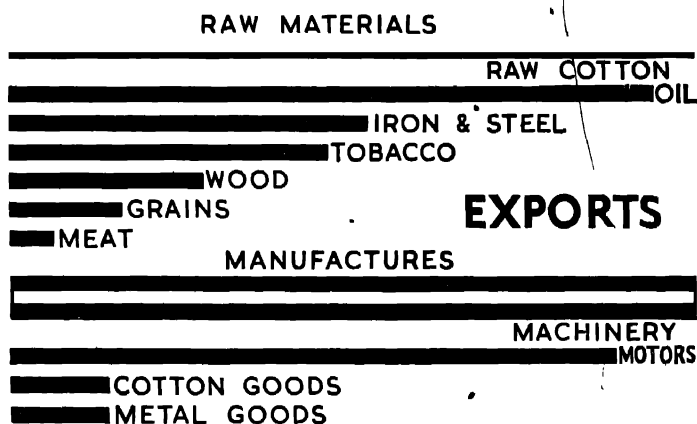 RAW MATERIALS
RAW COTTON
OIL
IRON & STEEL
TOBACCO
WOOD
GRAINS
EXPORTS
MEAT
MANUFACTURES
MACHINERY
MOTORS
COTTON GOODS
METAL GOODS